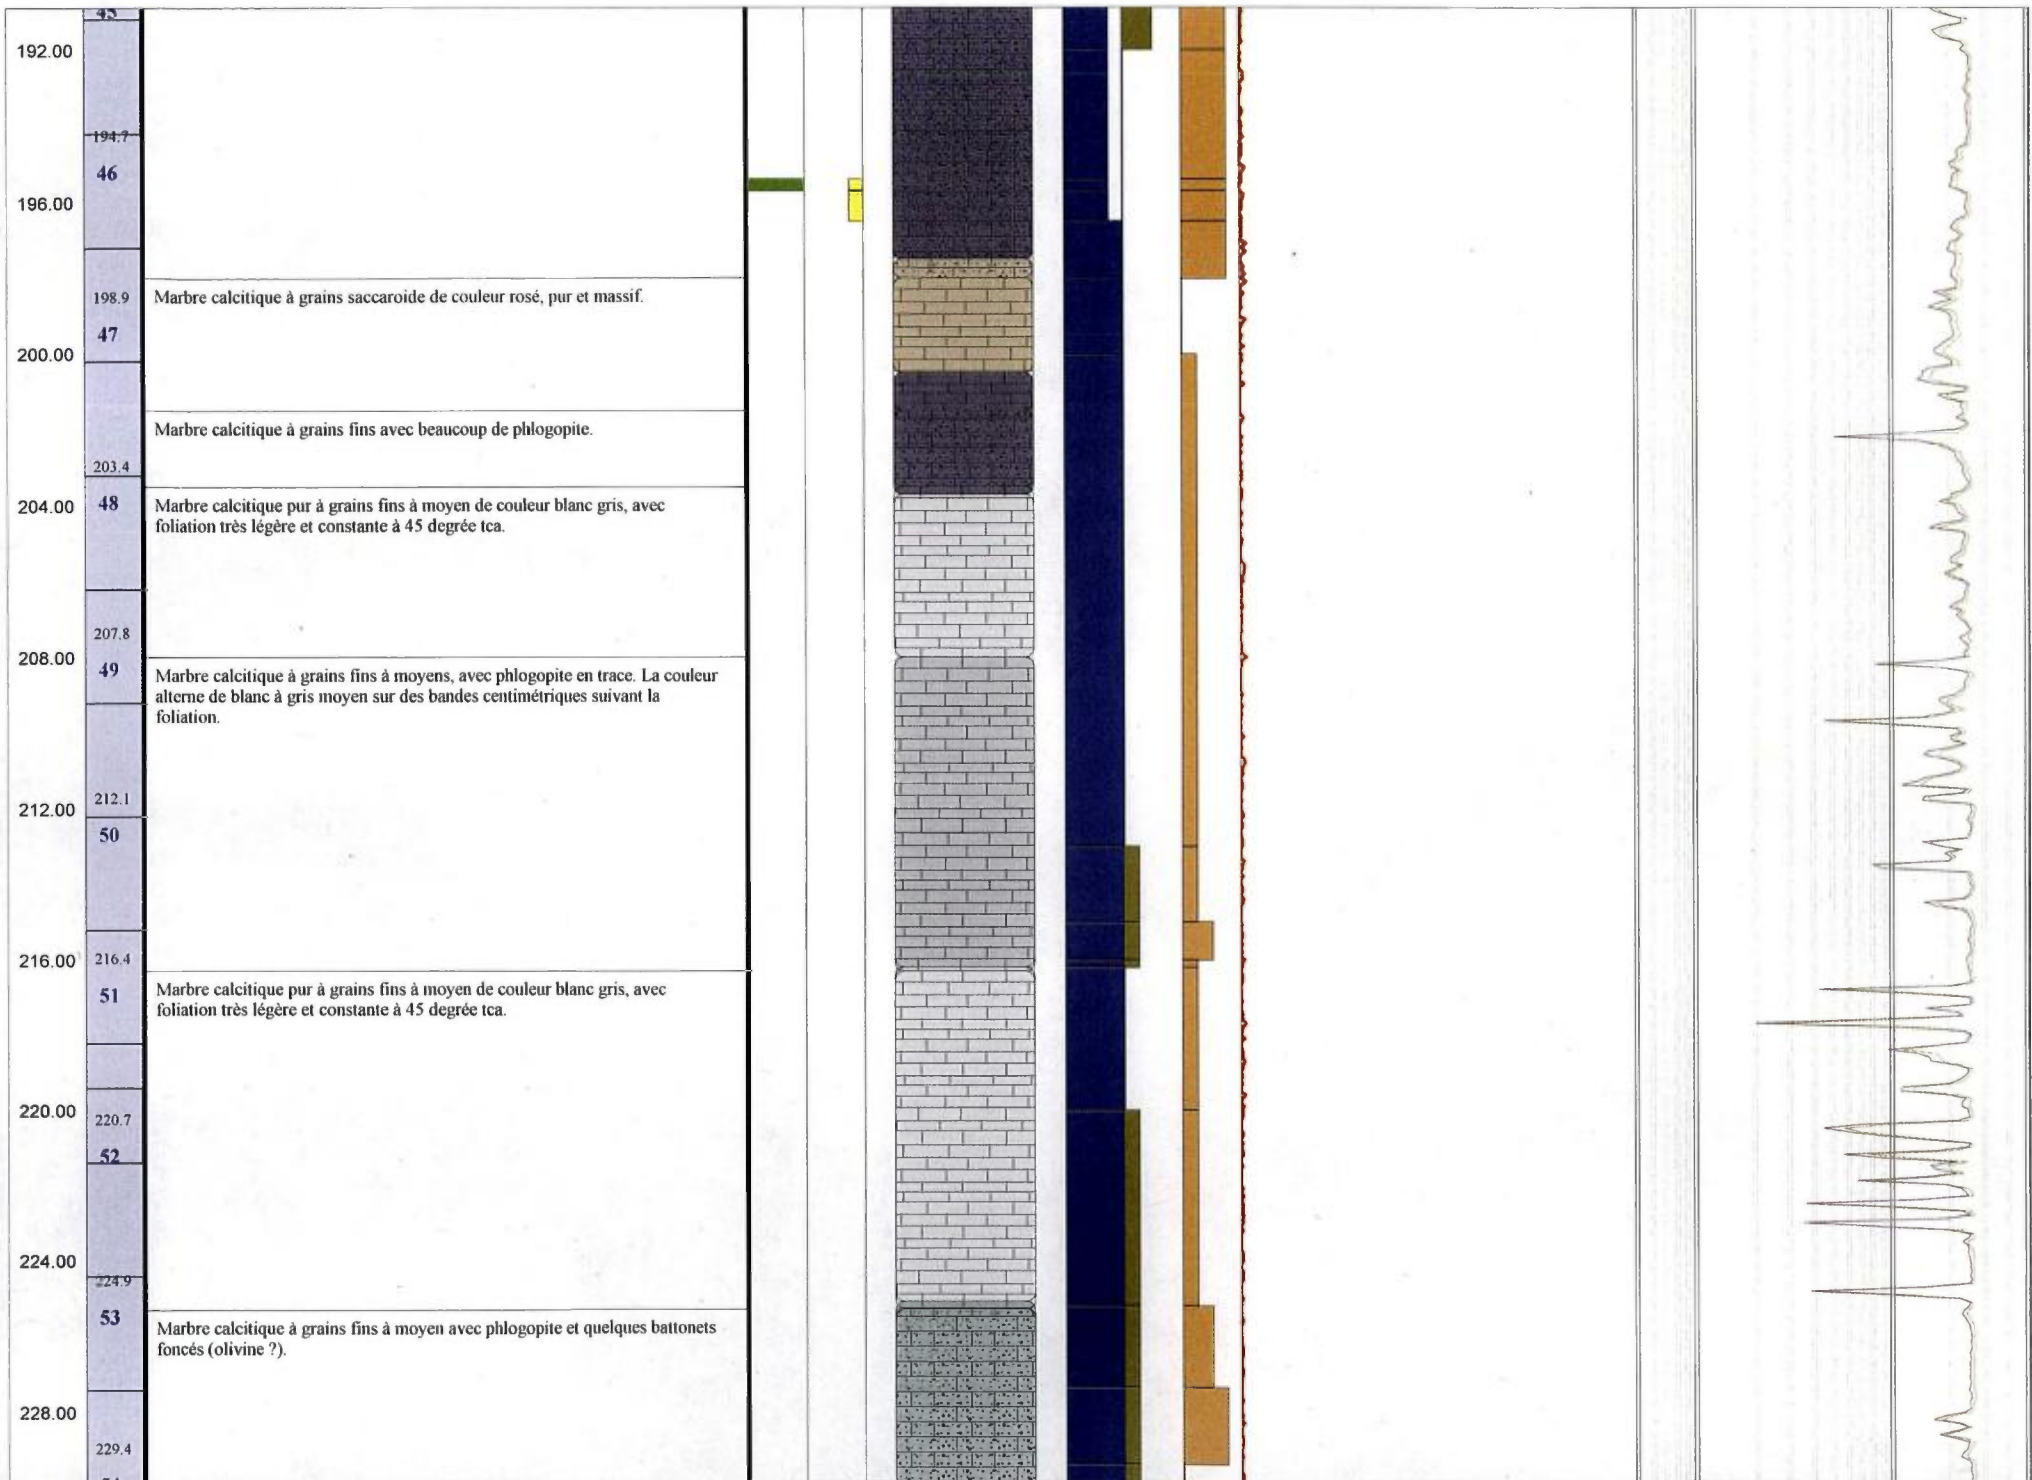 45
192.00
194.7
46
196.00
198.9
Marbre calcitique à grains saccaroide de couleur rosé, pur et massif.
47
200.00
Marbre calcitique à grains fins avec beaucoup de phlogopite.
203.4
204.00
48
Marbre calcitique pur à grains fins à moyen de couleur blanc gris, avec
foliation très légère et constante à 45 degrée tca.
207.8
208.00
49
Marbre calcitique à grains fins à moyens, avec phlogopite en trace. La couleur
alterne de blanc à gris moyen sur des bandes centimétriques suivant la
foliation.
212.1
212.00
50
216.00
216.4
51
Marbre calcitique pur à grains fins à moyen de couleur blanc gris, avec
foliation très légère et constante à 45 degrée tca.
220.00
220.7
52
224.00
224.9
53
Marbre calcitique à grains fins à moyen avec phlogopite et quelques battonets
foncés (olivine ?).
228.00
229.4